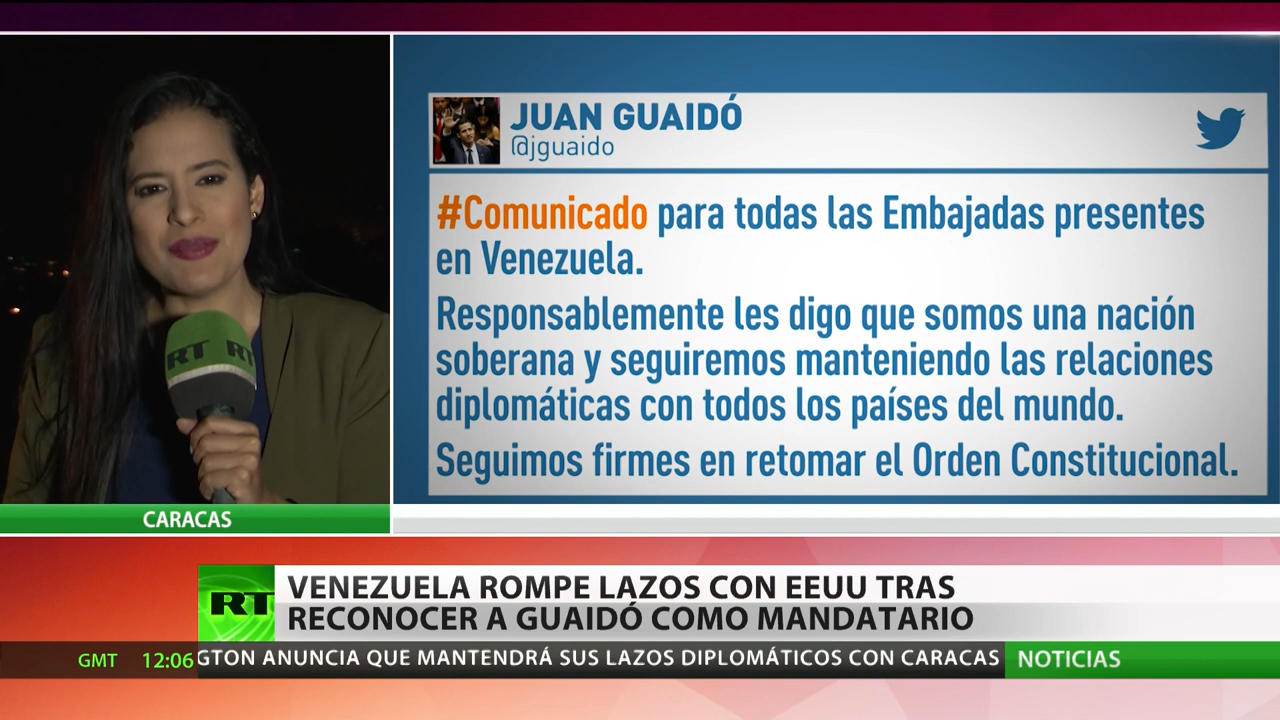 JUAN GUAIDÓ
@jguaido
#Comunicado para todas las Embajadas presentes
en Venezuela.
Responsablemente les digo que somos una nación
soberana y seguiremos manteniendo las relaciones
diplomáticas con todos los países del mundo.
Seguimos firmes en retomar el Orden Constitucional.
RT RT
CARACAS
RT
VENEZUELA ROMPE LAZOS CON EEUU TRAS
RECONOCER A GUAIDÓ COMO MANDATARIO
GMT 12:06 GTON ANUNCIA QUE MANTENDRÁ SUS LAZOS DIPLOMÁTICOS CON CARACAS NOTICIAS